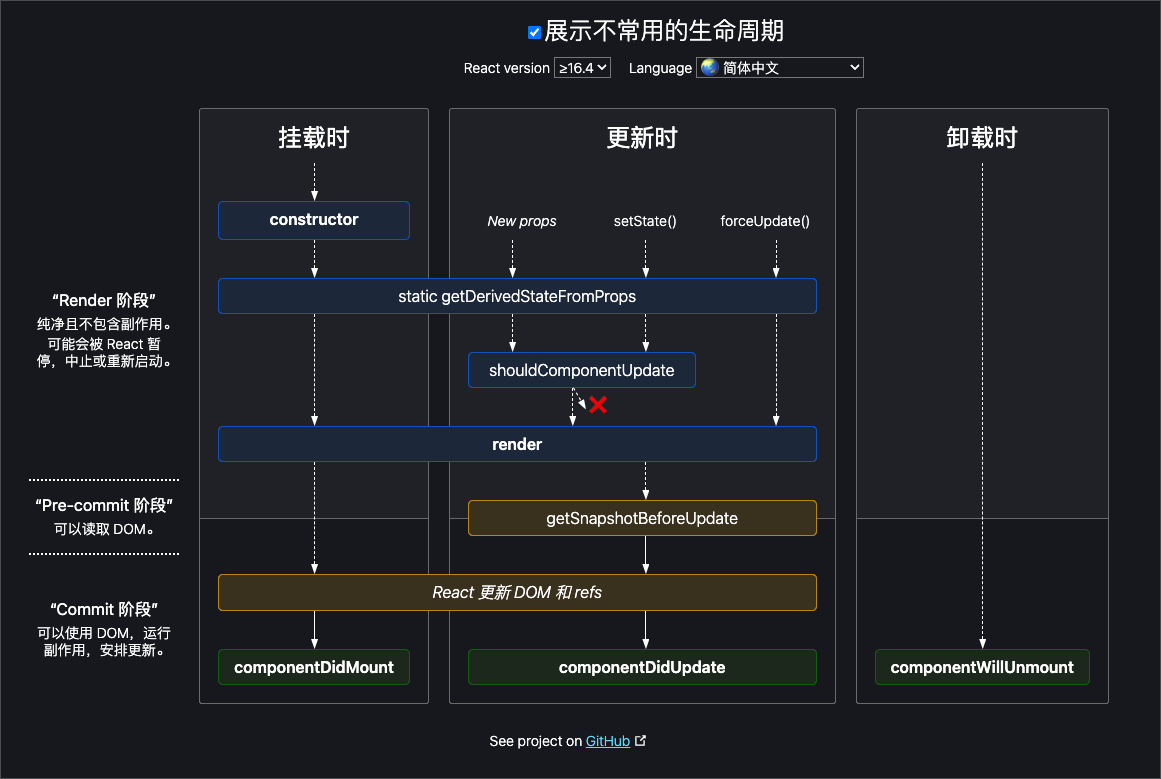 展示不常用的生命周期
React version ≥16.4 Language 简体中文
挂载时
更新时
卸载时
constructor
New props
setState()
forceUpdate()
static getDerivedStateFromProps
“Render 阶段”
纯净且不包含副作用。
可能会被 React 暂
停，中止或重新启动。
shouldComponentUpdate
render
“Pre-commit 阶段”
可以读取 DOM。
getSnapshotBeforeUpdate
React 更新 DOM 和 refs
“Commit 阶段”
可以使用 DOM，运行
副作用，安排更新。
componentDidMount
componentDidUpdate
componentWillUnmount
See project on GitHub